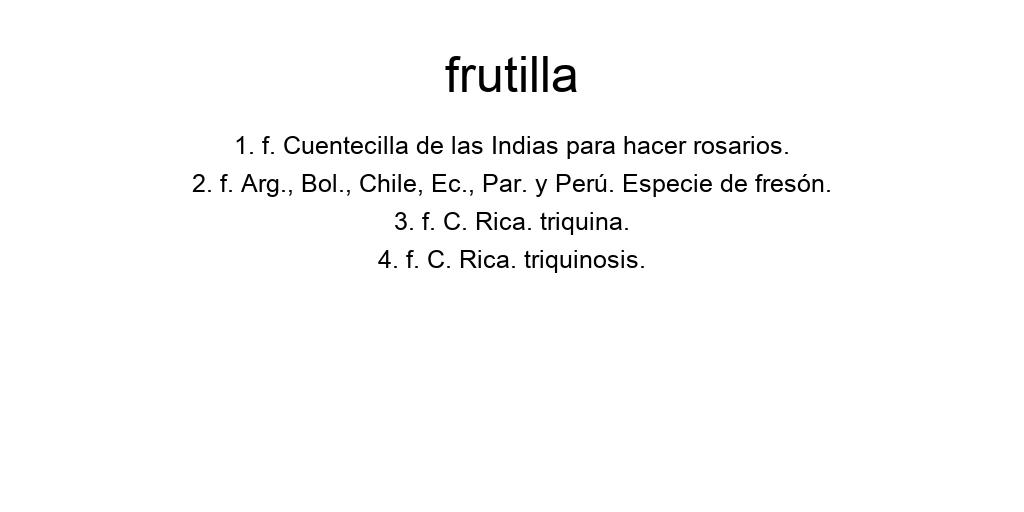 frutilla
1. f. Cuentecilla de las Indias para hacer rosarios.
2. f. Arg., Bol., Chile, Ec., Par. y Perú. Especie de fresón.
3. f. C. Rica. triquina.
4. f. C. Rica. triquinosis.